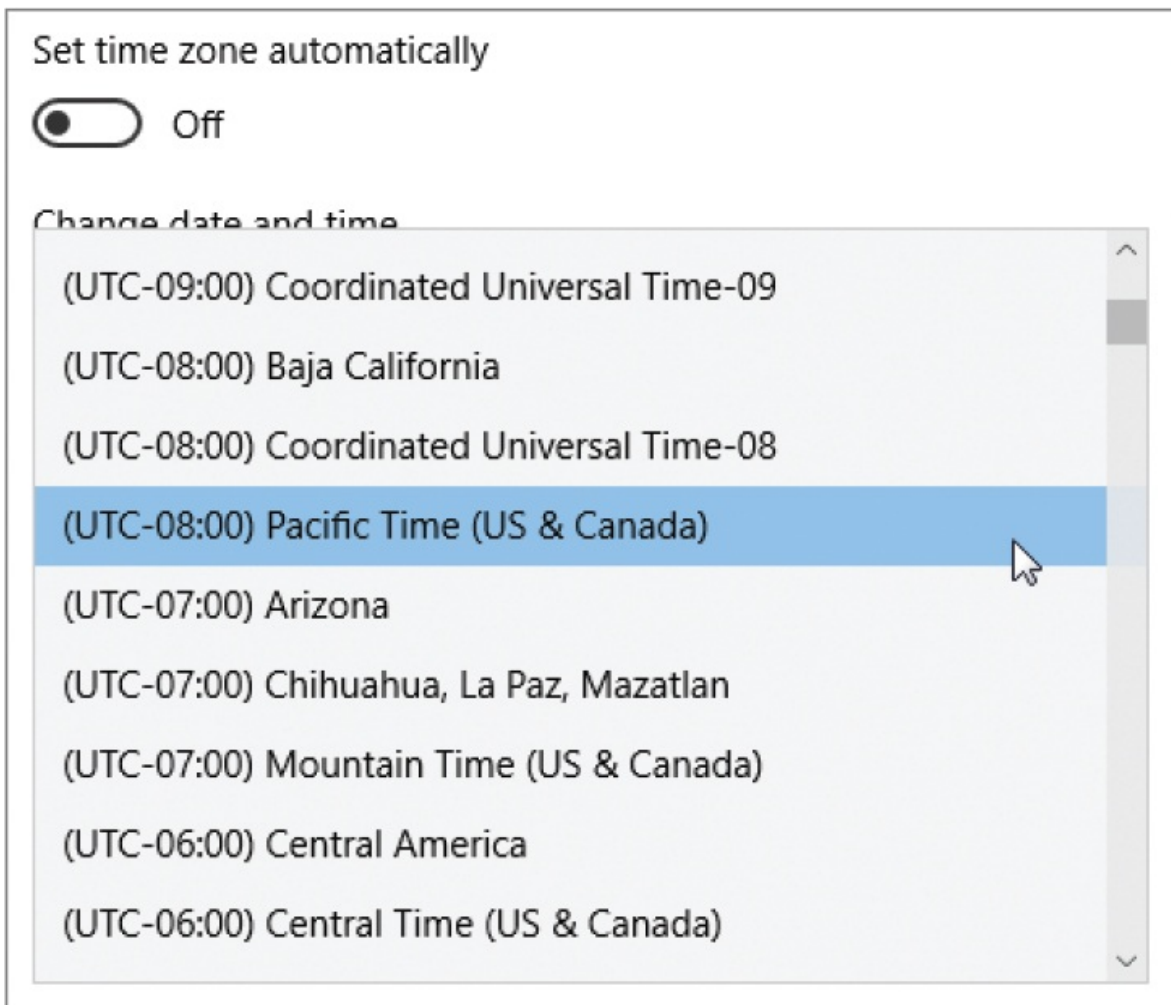 Set time zone automatically
Off
Change date and time
(UTC-09:00) Coordinated Universal Time-09
(UTC-08:00) Baja California
(UTC-08:00) Coordinated Universal Time-08
(UTC-08:00) Pacific Time (US & Canada)
(UTC-07:00) Arizona
(UTC-07:00) Chihuahua, La Paz, Mazatlan
(UTC-07:00) Mountain Time (US & Canada)
(UTC-06:00) Central America
(UTC-06:00) Central Time (US & Canada)